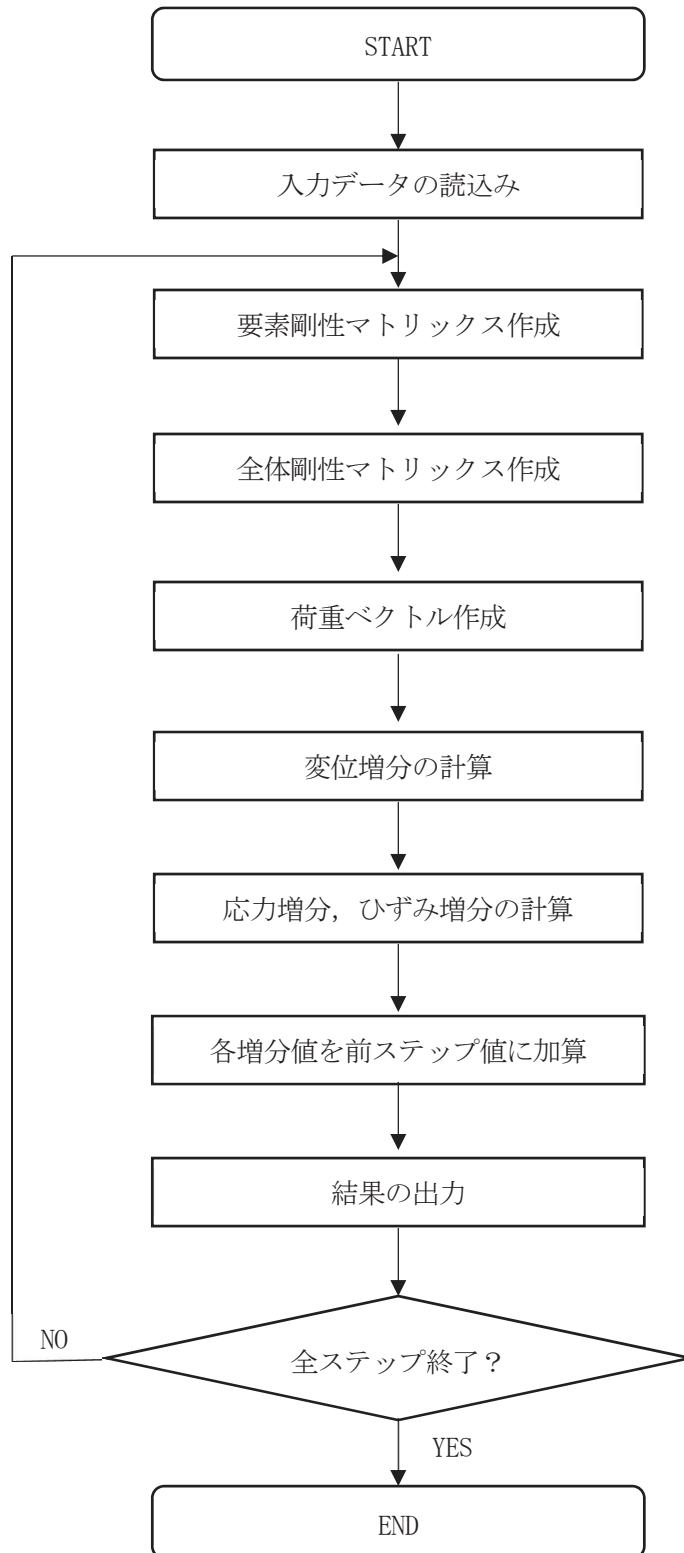 START
入力データの読込み
要素剛性マトリックス作成
全体剛性マトリックス作成
荷重ベクトル作成
変位増分の計算
応力増分，ひずみ増分の計算
各増分値を前ステップ値に加算
結果の出力
全ステップ終了？
NO
YES
END